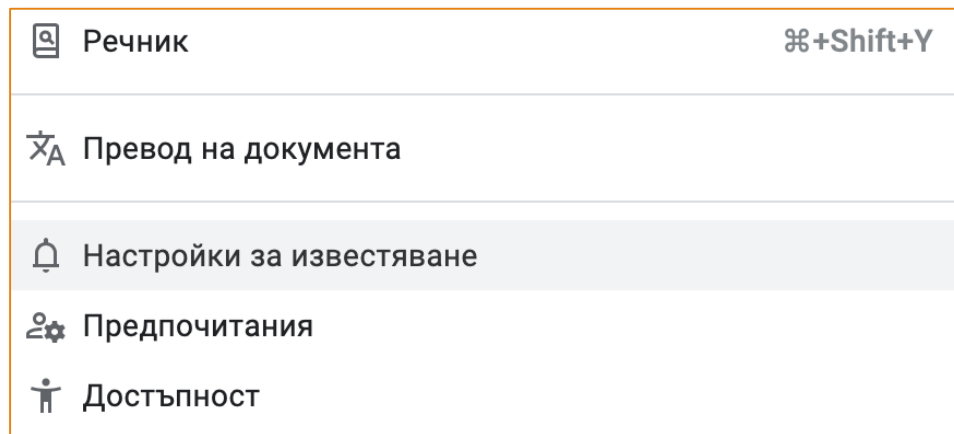 Речник ⌘+Shift+Y
Превод на документа
Настройки за известяване
Предпочитания
Достъпност